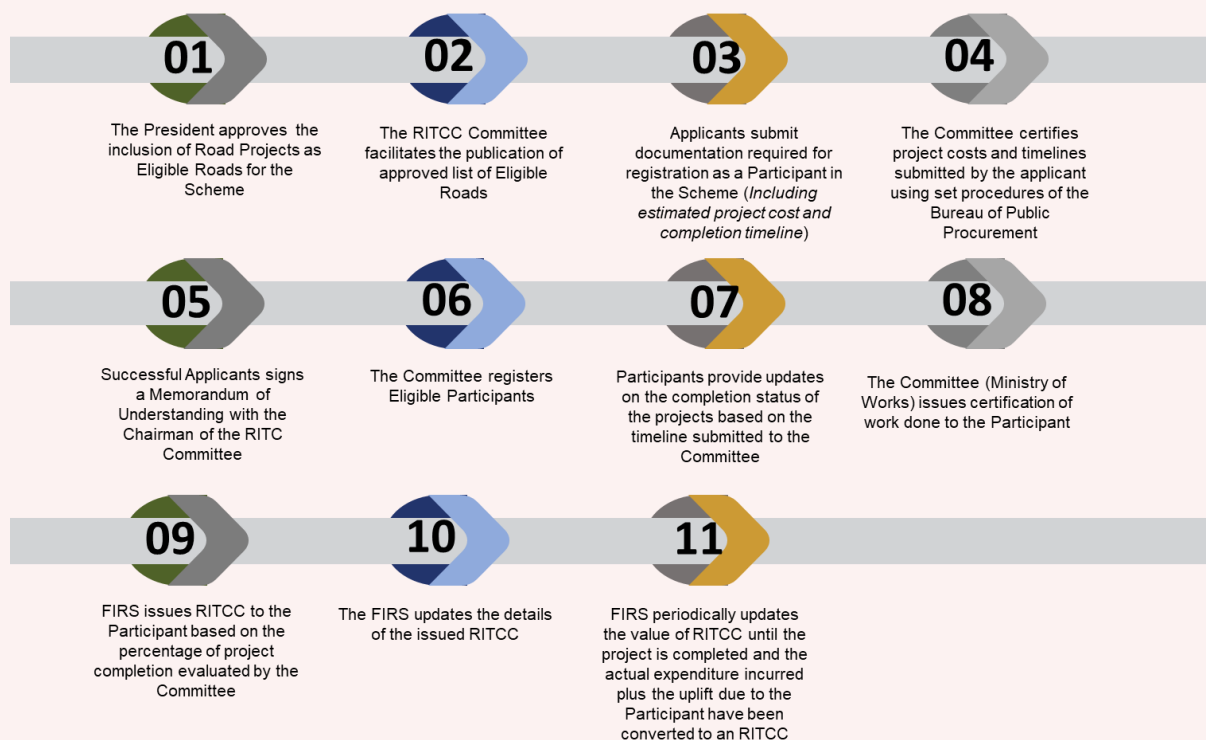 01
The President approves the
inclusion of Road Projects as
Eligible Roads for the
Scheme
02
The RITCC Committee
facilitates the publication of
approved list of Eligible
Roads
03
Applicants submit
documentation required for
registration as a Participant in
the Scheme (Including
estimated project cost and
completion timeline)
04
The Committee certifies
project costs and timelines
submitted by the applicant
using set procedures of the
Bureau of Public
Procurement
05
Successful Applicants signs
a Memorandum of
Understanding with the
Chairman of the RITC
Committee
06
The Committee registers
Eligible Participants
07
Participants provide updates
on the completion status of
the projects based on the
timeline submitted to the
Committee
08
The Committee (Ministry of
Works) issues certification of
work done to the Participant
09
FIRS issues RITCC to the
Participant based on the
percentage of project
completion evaluated by the
Committee
10
The FIRS updates the details
of the issued RITCC
11
FIRS periodically updates
the value of RITCC until the
project is completed and the
actual expenditure incurred
plus the uplift due to the
Participant have been
converted to an RITCC